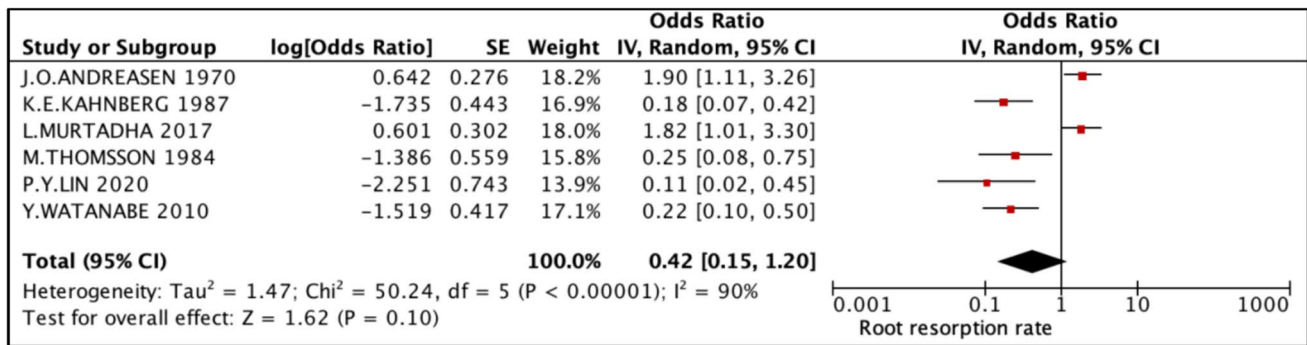 Odds Ratio Odds Ratio
Study or Subgroup log[Odds Ratio] SE Weight IV, Random, 95% CI IV, Random, 95% CI
J.O.ANDREASEN 1970 0.642 0.276 18.2% 1.90 [1.11, 3.26]
K.E.KAHNBERG 1987 −1.735 0.443 16.9% 0.18 [0.07, 0.42]
L.MURTADHA 2017 0.601 0.302 18.0% 1.82 [1.01, 3.30]
M.THOMSSON 1984 −1.386 0.559 15.8% 0.25 [0.08, 0.75]
P.Y.LIN 2020 −2.251 0.743 13.9% 0.11 [0.02, 0.45]
Y.WATANABE 2010 −1.519 0.417 17.1% 0.22 [0.10, 0.50]
Total (95% CI) 100.0% 0.42 [0.15, 1.20]
Heterogeneity: Tau² = 1.47; Chi² = 50.24, df = 5 (P < 0.00001); I² = 90%
Test for overall effect: Z = 1.62 (P = 0.10)
0.001 0.1 1 10 1000
Root resorption rate